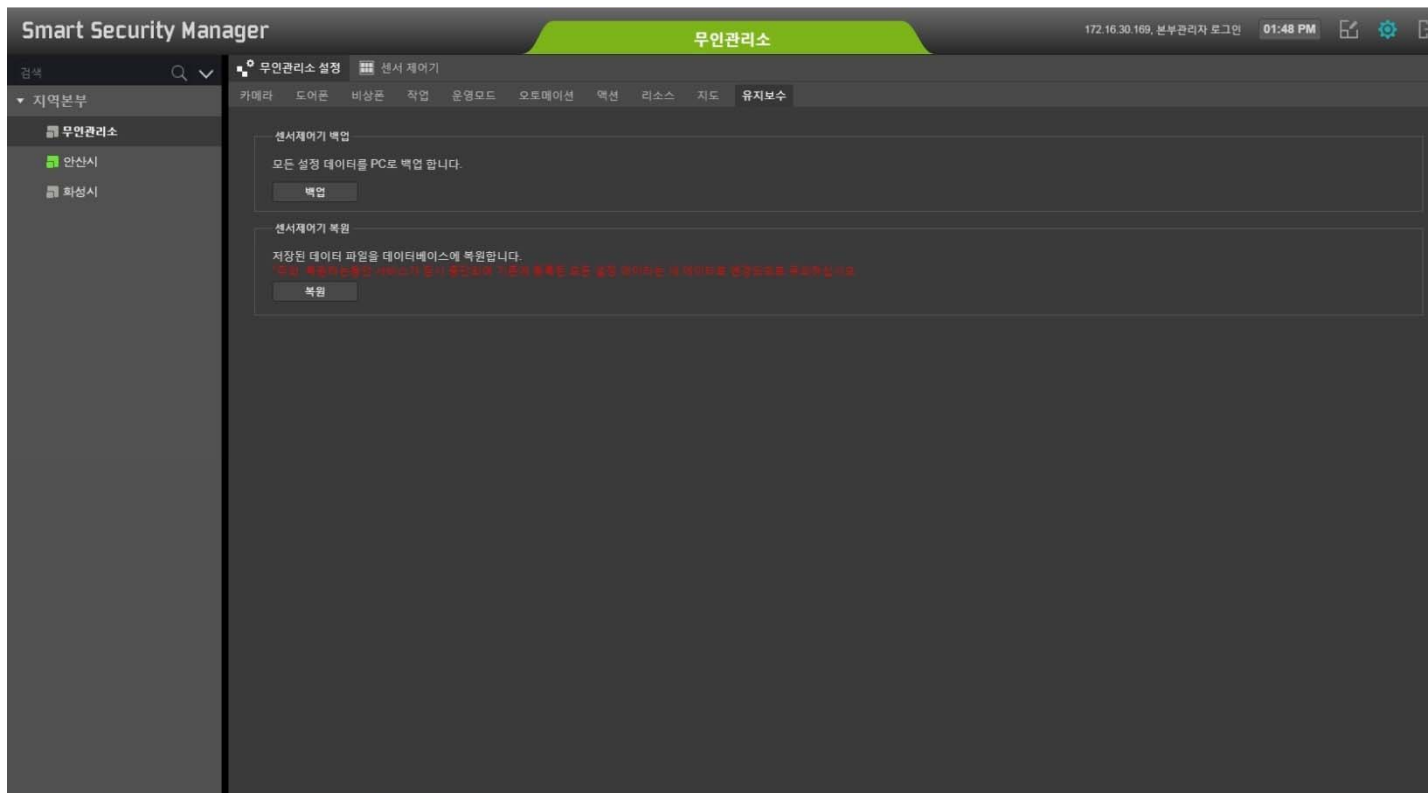 Smart Security Manager
무인관리소
172.16.30.169, 본부관리자 로그인
01:48 PM
검색
무인관리소 설정
센서 제어기
지역본부
카메라 도어폰 비상폰 작업 운영모드 오토메이션 액션 리소스 지도 유지보수
무인관리소
안산시
화성시
센서제어기 백업
모든 설정 데이터를 PC로 백업 합니다.
백업
센서제어기 복원
저장된 데이터 파일을 데이터베이스에 복원합니다.
복원